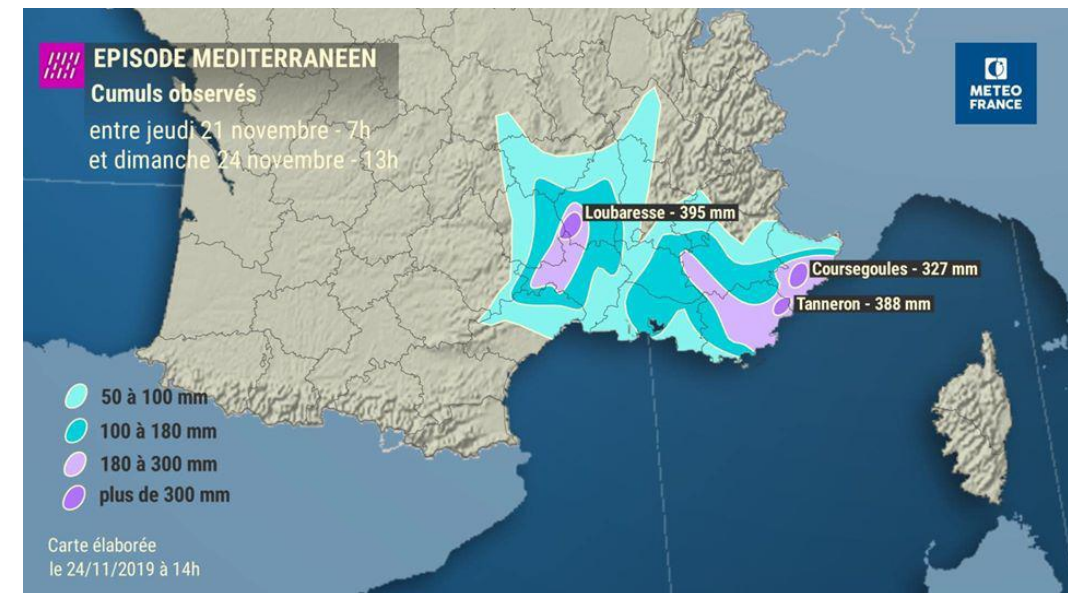 EPISODE MEDITERRANEEN
Cumuls observés
entre jeudi 21 novembre - 7h
et dimanche 24 novembre - 13h
METEO
FRANCE
Loubaresse - 395 mm
Coursegoules - 327 mm
Tanneron - 388 mm
50 à 100 mm
100 à 180 mm
180 à 300 mm
plus de 300 mm
Carte élaborée
le 24/11/2019 à 14h